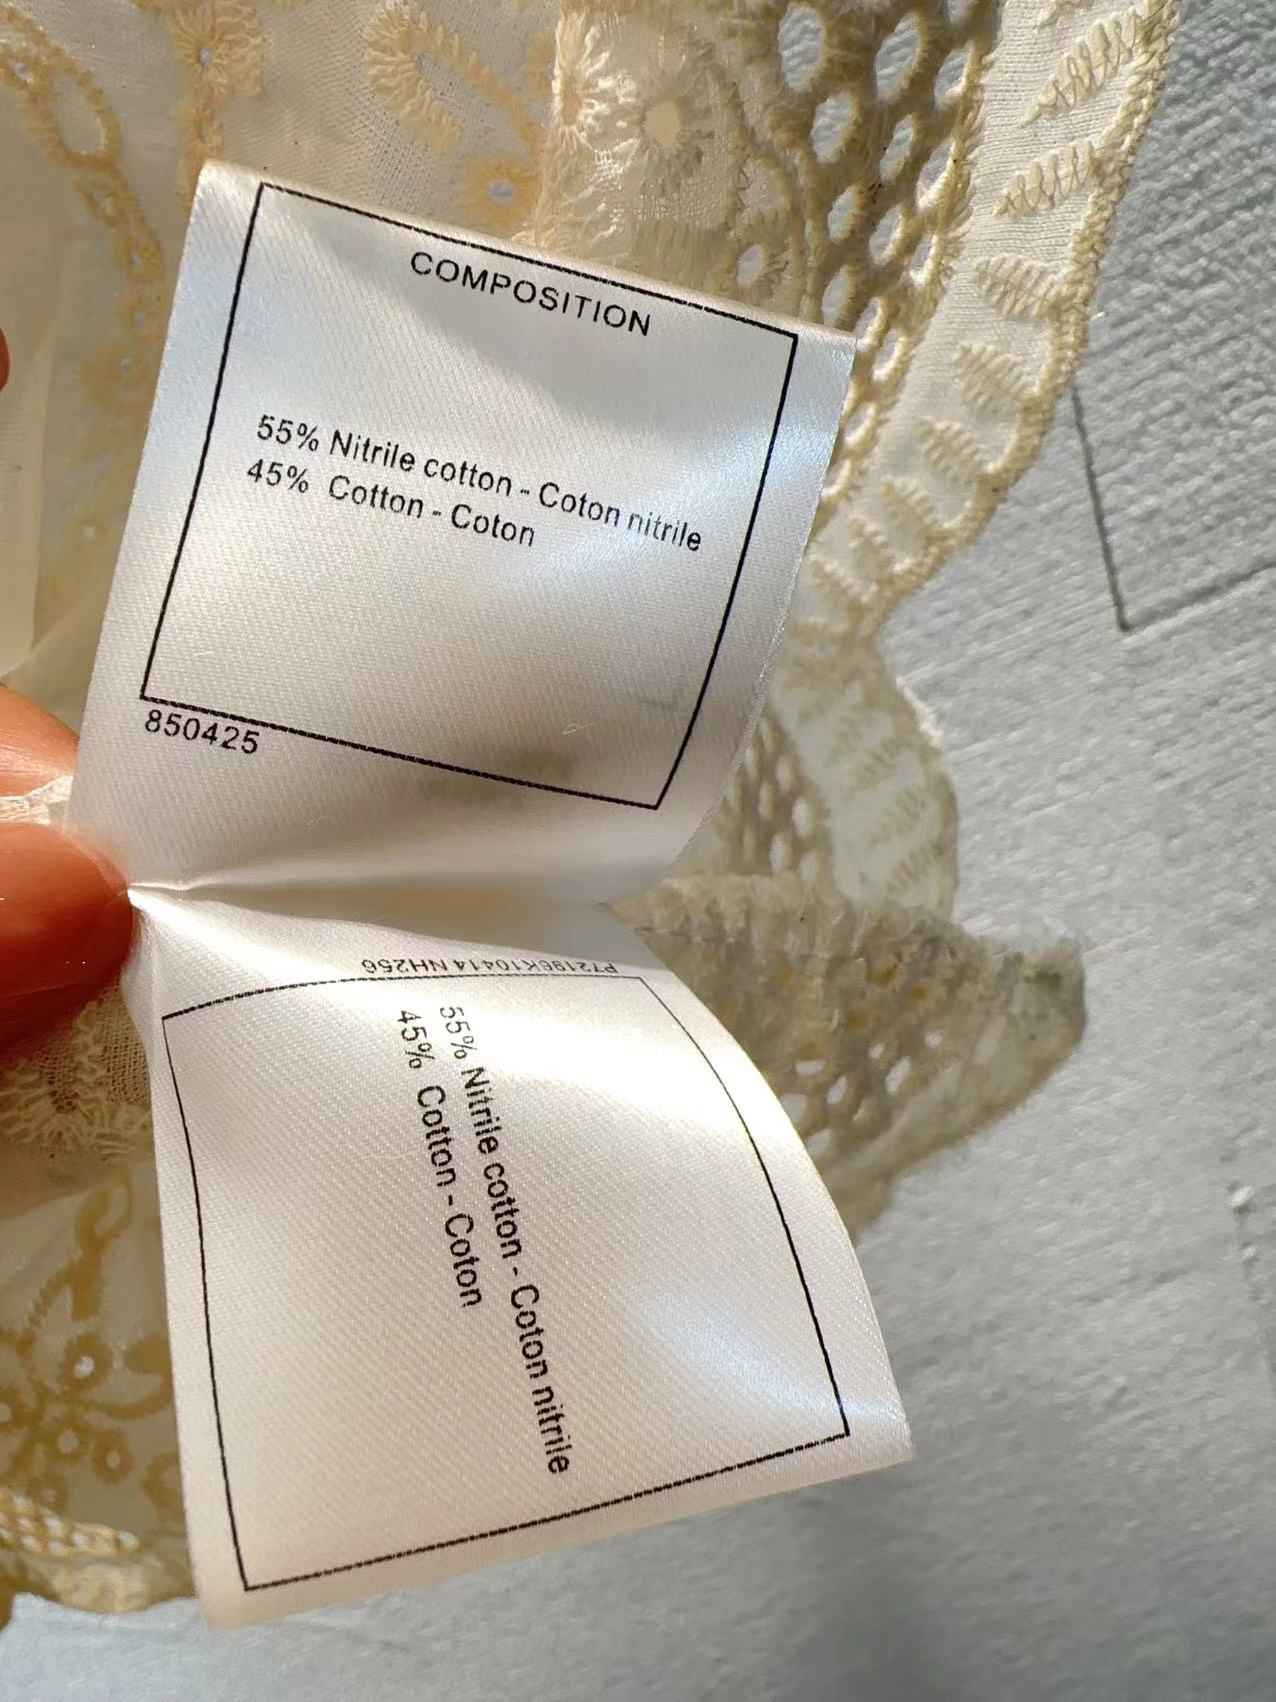 COMPOSITION
55% Nitrile cotton - Coton nitrile
45% Cotton - Coton
850425
P72196K10414 NH256
55% Nitrile cotton - Coton nitrile
45% Cotton - Coton